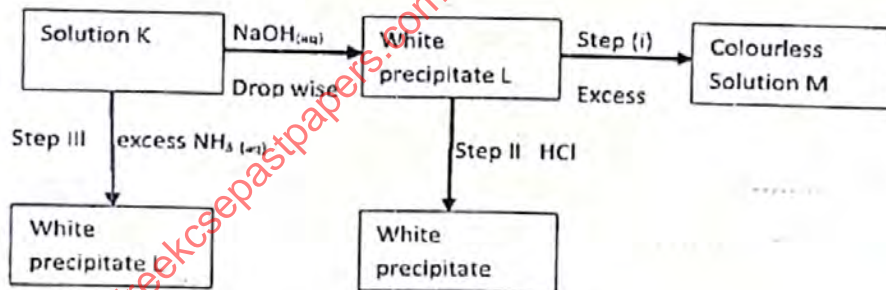 Solution K
NaOH(aq)
Drop wise
White
precipitate L
Step (i)
Excess
Colourless
Solution M
Step III
excess NH₃ (aq)
Step II HCl
White
precipitate L
White
precipitate